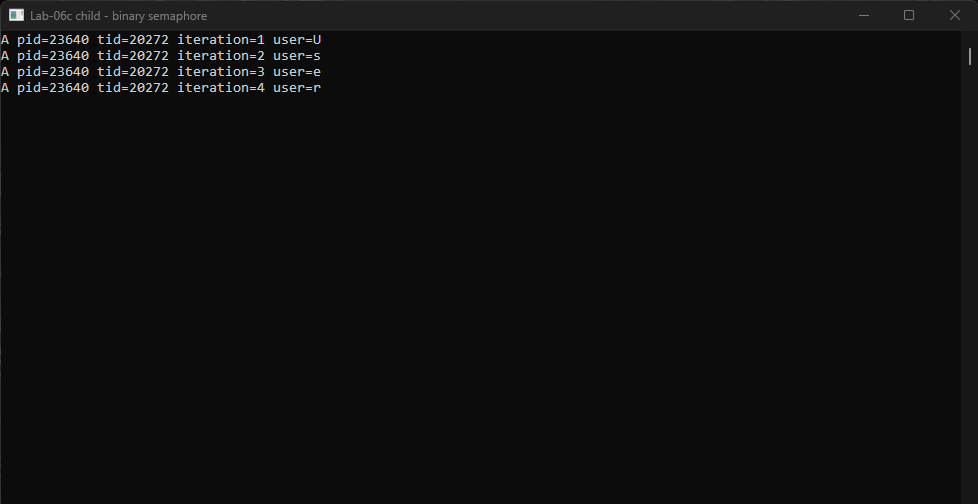 Lab-06c child - binary semaphore
A pid=23640 tid=20272 iteration=1 user=U
A pid=23640 tid=20272 iteration=2 user=s
A pid=23640 tid=20272 iteration=3 user=e
A pid=23640 tid=20272 iteration=4 user=r